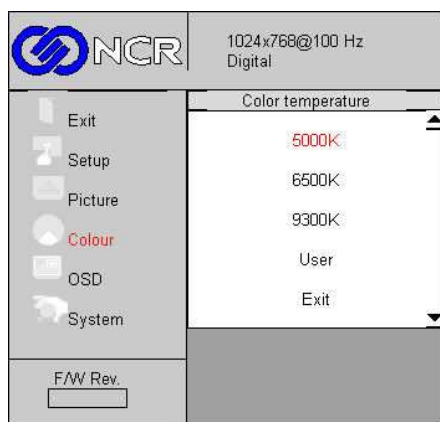 NCR
1024x768@100 Hz
Digital
Exit
Setup
Picture
Colour
OSD
System
F/W Rev.
Color temperature
5000K
6500K
9300K
User
Exit